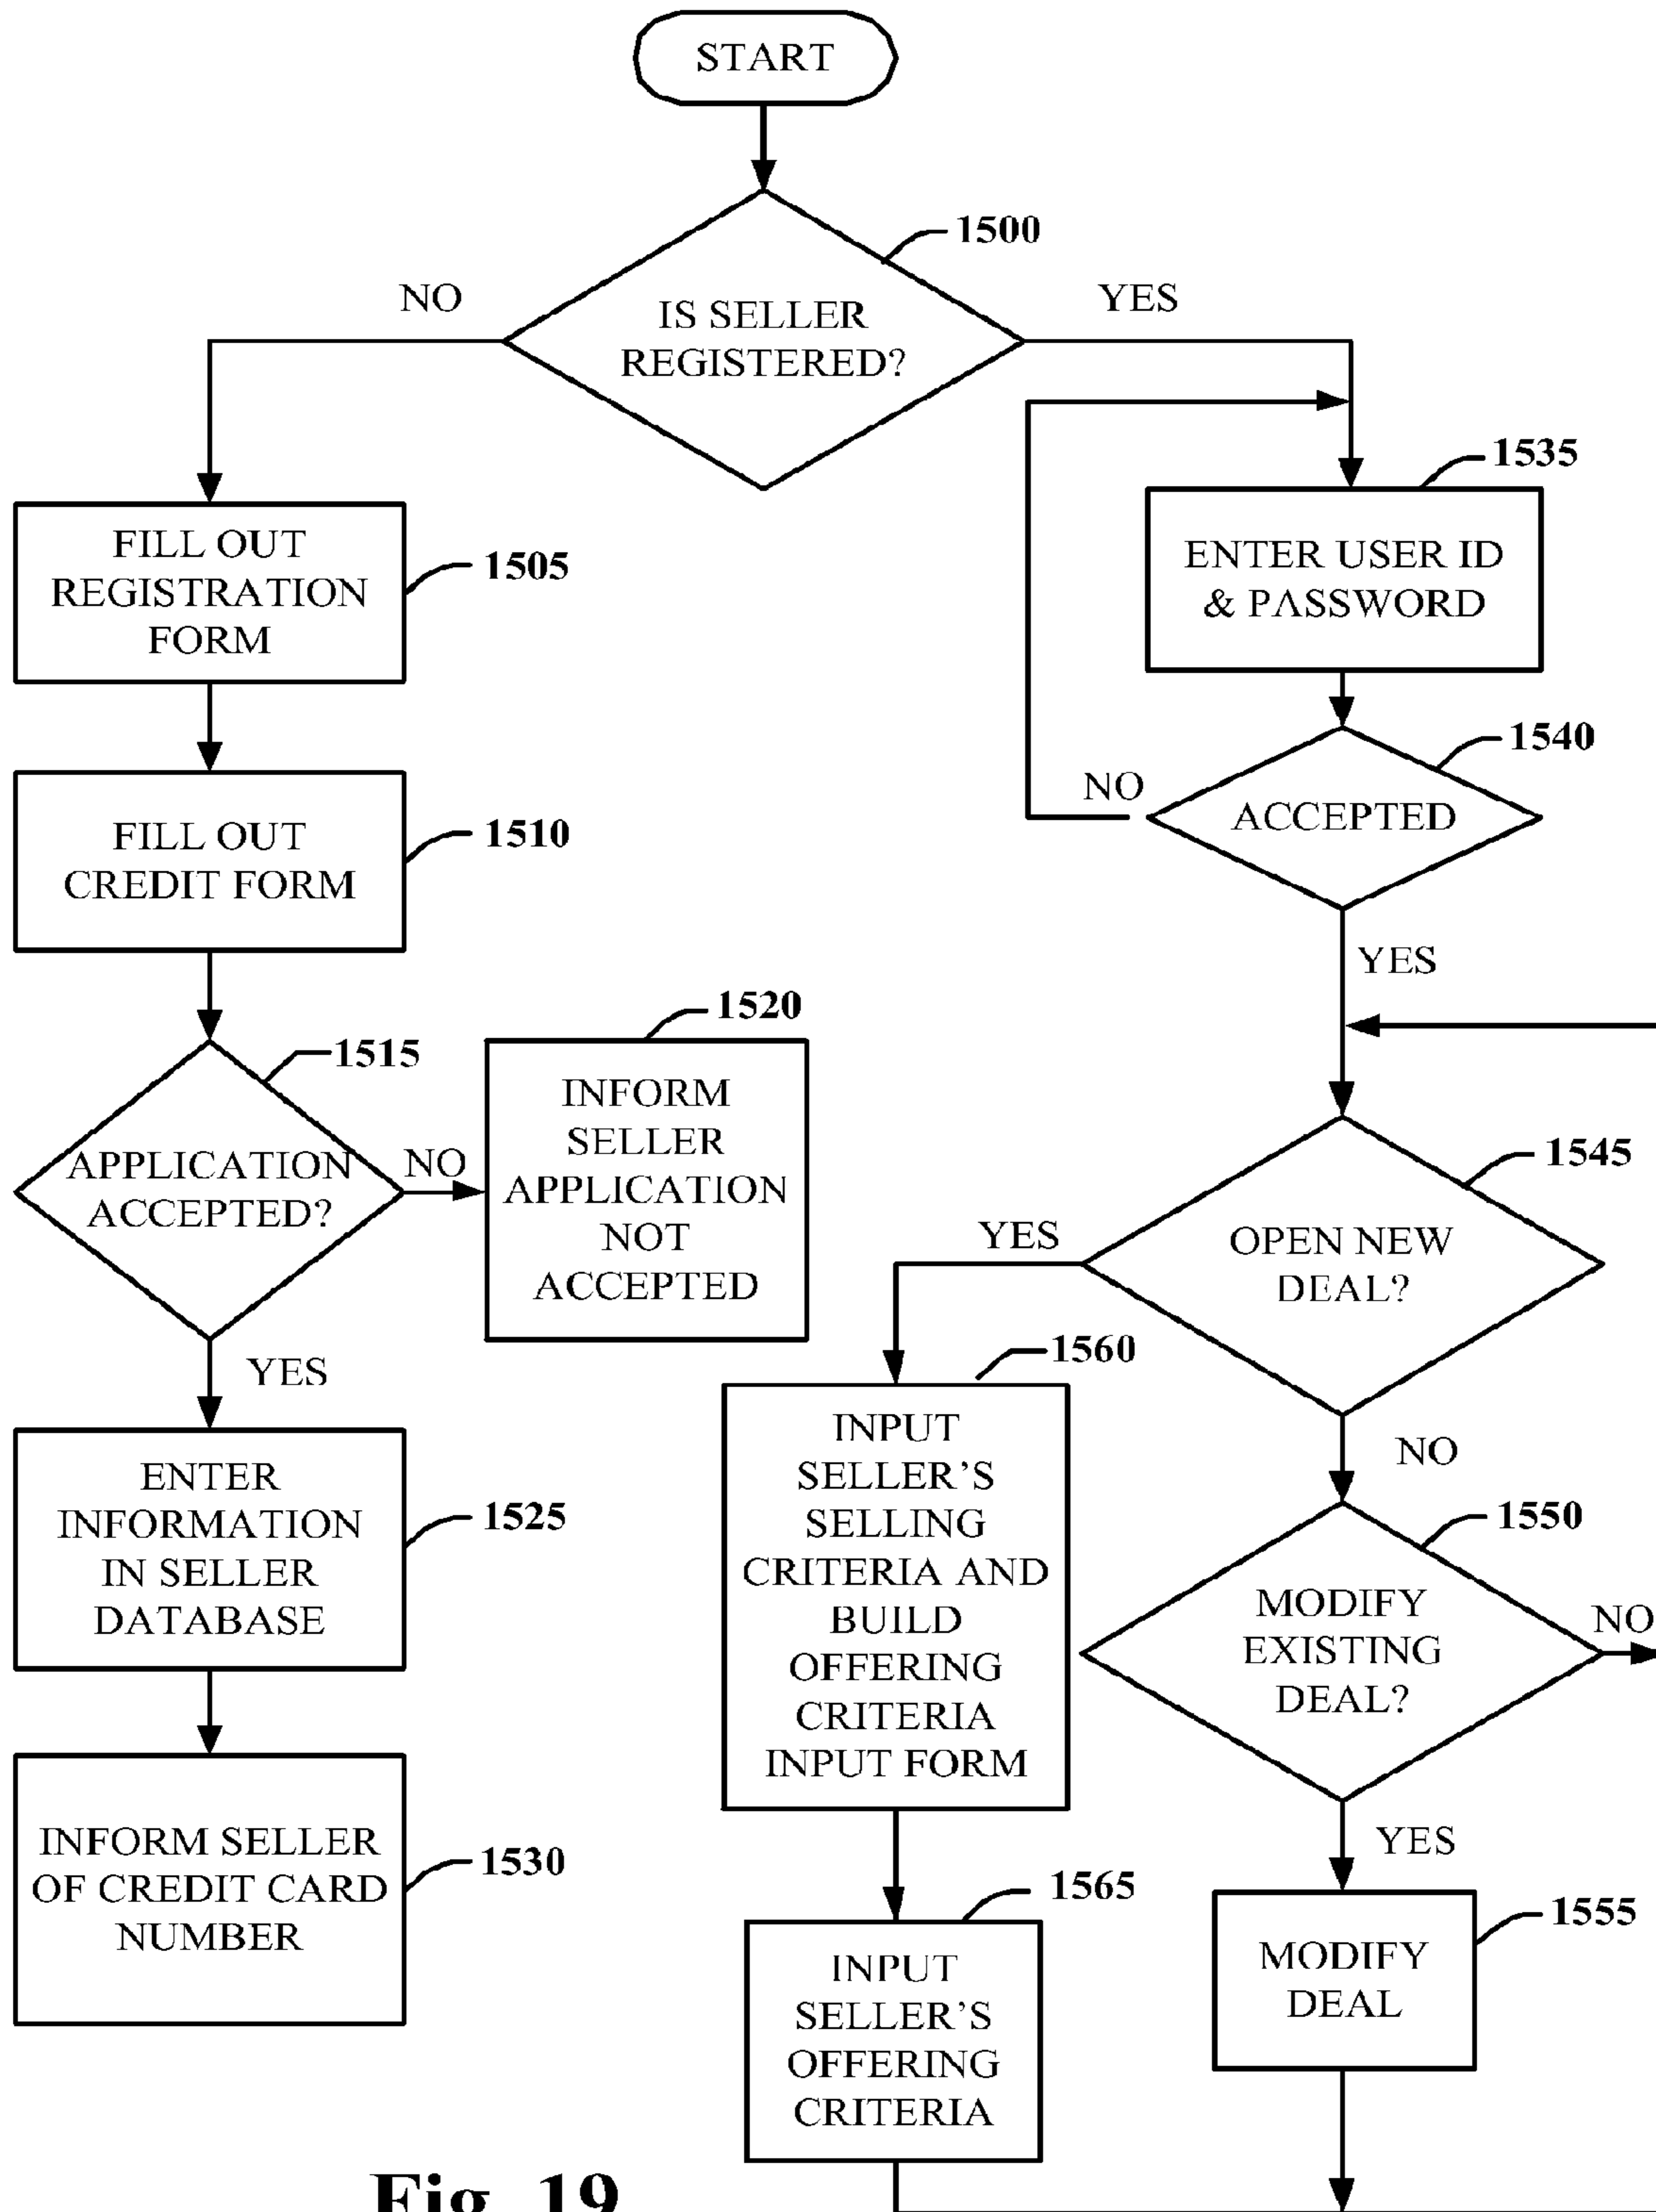 START
1500
NO
YES
IS SELLER
REGISTERED?
1535
FILL OUT
REGISTRATION
FORM
1505
ENTER USER ID
& PASSWORD
1540
NO
ACCEPTED
FILL OUT
CREDIT FORM
1510
YES
1520
1515
INFORM
SELLER
APPLICATION
NOT
ACCEPTED
APPLICATION
ACCEPTED?
NO
1545
YES
OPEN NEW
DEAL?
YES
1560
NO
ENTER
INFORMATION
IN SELLER
DATABASE
1525
INPUT
SELLER’S
SELLING
CRITERIA AND
BUILD
OFFERING
CRITERIA
INPUT FORM
1550
MODIFY
EXISTING
DEAL?
NO
YES
INFORM SELLER
OF CREDIT CARD
NUMBER
1530
1565
1555
INPUT
SELLER’S
OFFERING
CRITERIA
MODIFY
DEAL
Fig. 19